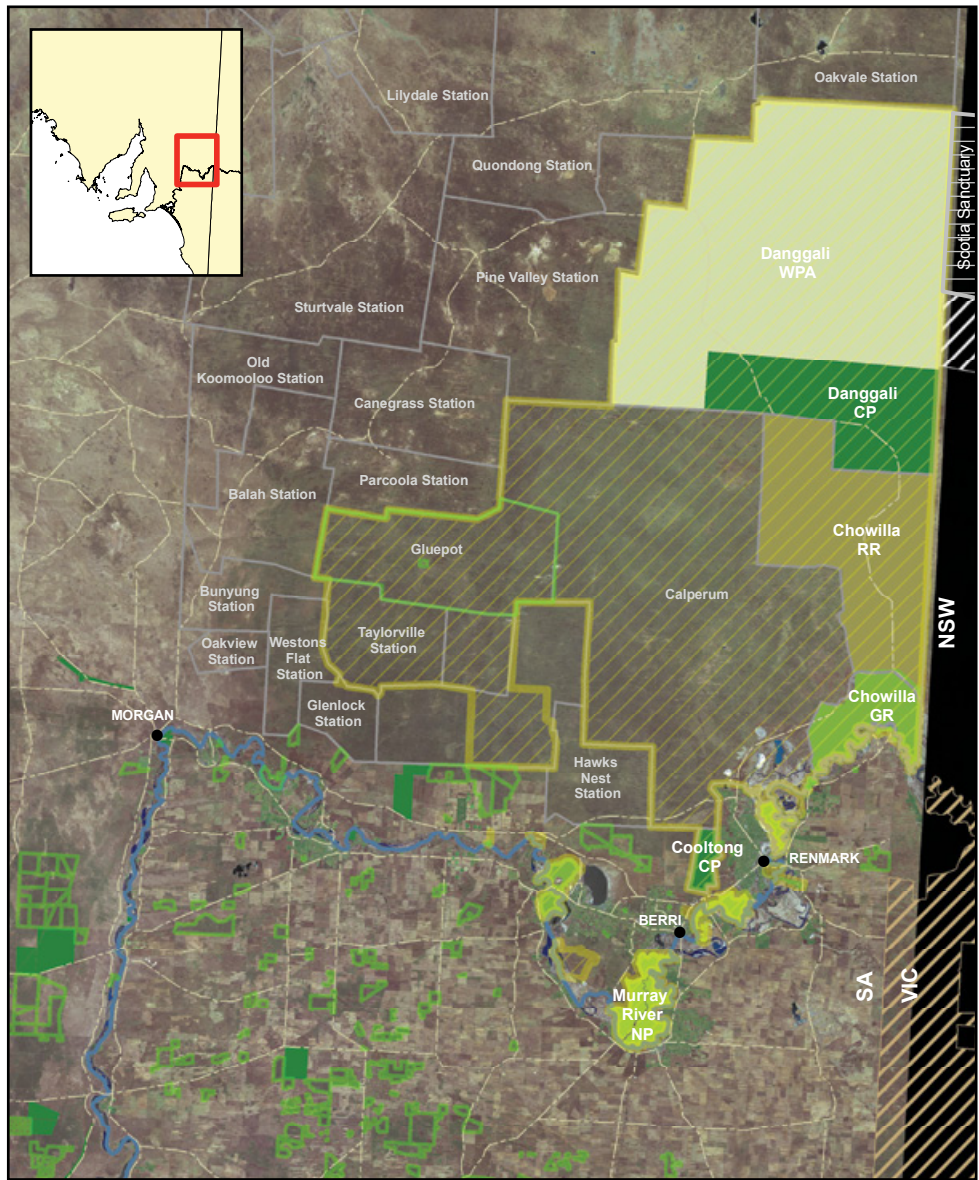 Oakvale Station
Lilydale Station
Scotia Sanctuary
Quondong Station
Danggali
WPA
Pine Valley Station
Sturtvale Station
Old
Koomooloo Station
Canegrass Station
Danggali
CP
Parcoola Station
Balah Station
Chowilla
RR
Gluepot
Calperum
Bunyung
Station
NSW
Oakview
Station
Westons
Flat
Station
Taylorville
Station
Glenlock
Station
Chowilla
GR
MORGAN
Hawks
Nest
Station
Cooltong
CP
RENMARK
BERRI
SA
VIC
Murray
River
NP